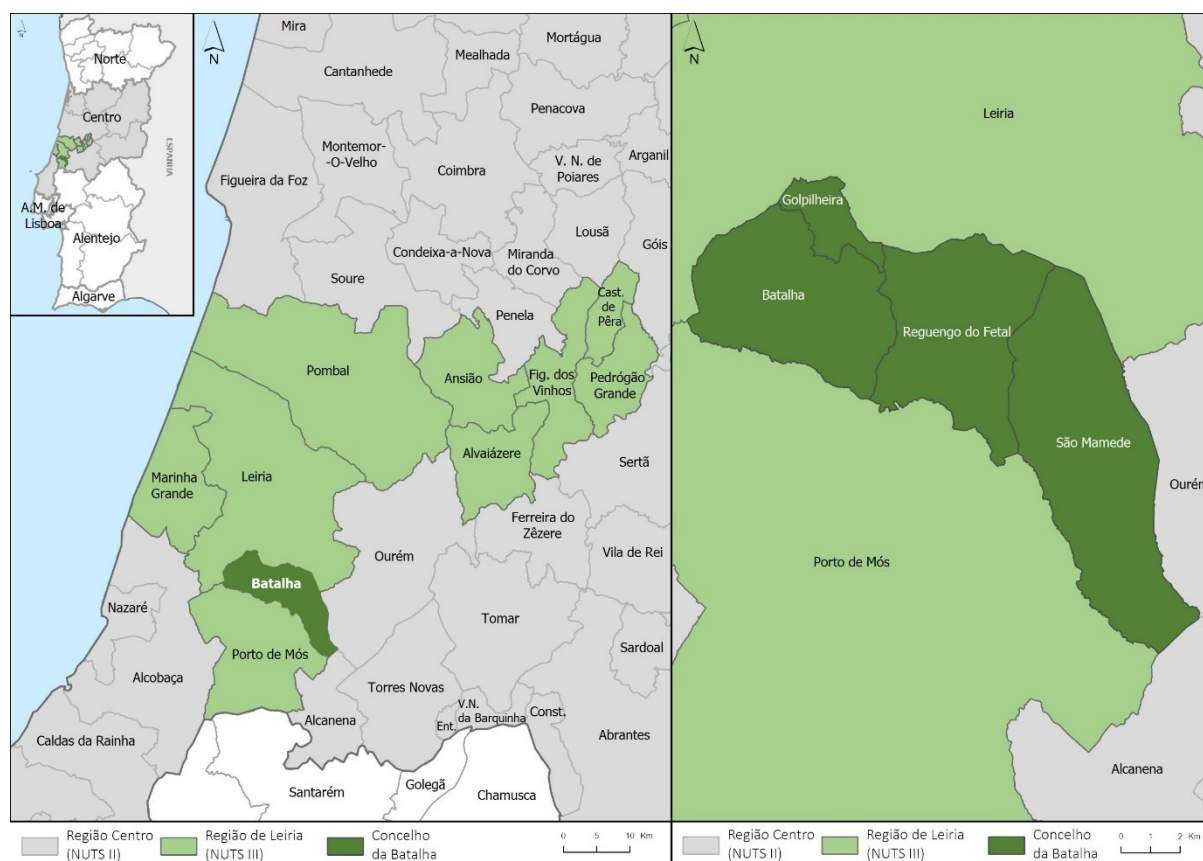 N
Norte
Centro
ESPANHA
A.M. de
Lisboa
Alentejo
Algarve
N
Mira
Mortágua
Mealhada
Cantanhede
Penacova
Montemor-
-O-Velho
Arganil
V. N. de
Poiares
Coimbra
Figueira da Foz
Lousã
Góis
Condeixa-a-Nova
Miranda
do Corvo
Soure
Cast.
de
Pêra
Penela
Pombal
Ansião
Fig. dos
Vinhos
Pedrógão
Grande
Alvaiázere
Sertã
Marinha
Grande
Leiria
Ferreira do
Zêzere
Ourém
Vila de Rei
Batalha
Nazaré
Tomar
Sardoal
Porto de Mós
Alcobaça
Torres Novas
V.N.
da Barquinha
Const.
Alcanena
Ent.
Caldas da Rainha
Abrantes
Golegã
Santarém
Chamusca
Região Centro
(NUTS II)
Região de Leiria
(NUTS III)
Concelho
da Batalha
0 5 10 Km
N
Leiria
Golpilheira
Batalha
Reguengo do Fetal
São Mamede
Ourém
Porto de Mós
Alcanena
Região Centro
(NUTS II)
Região de Leiria
(NUTS III)
Concelho
da Batalha
0 1 2 Km